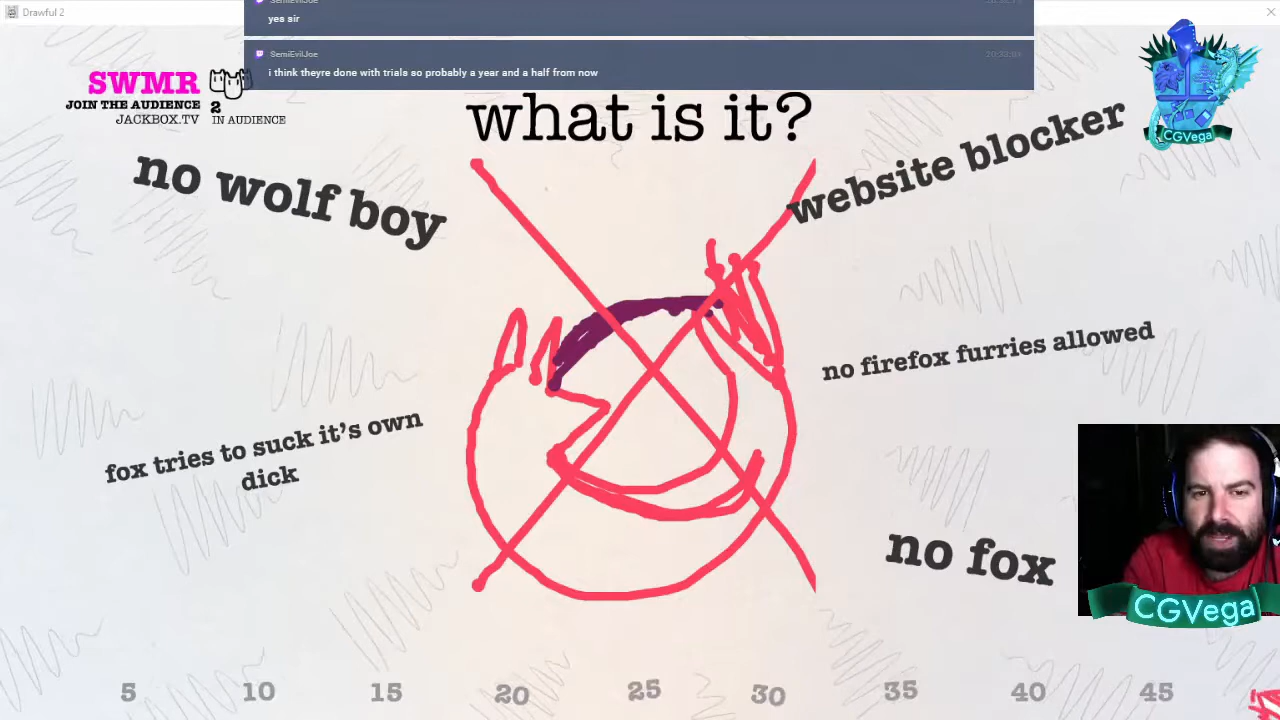 Drawful 2
SemiEvilJoe
yes sir
SemiEvilJoe
i think theyre done with trials so probably a year and a half from now
SWMR
JOIN THE AUDIENCE
JACKBOX.TV
2
IN AUDIENCE
what is it?
no wolf boy
website blocker
no firefox furries allowed
fox tries to suck it's own
dick
no fox
CGVega
CGVega
5 10 15 20 25 30 35 40 45